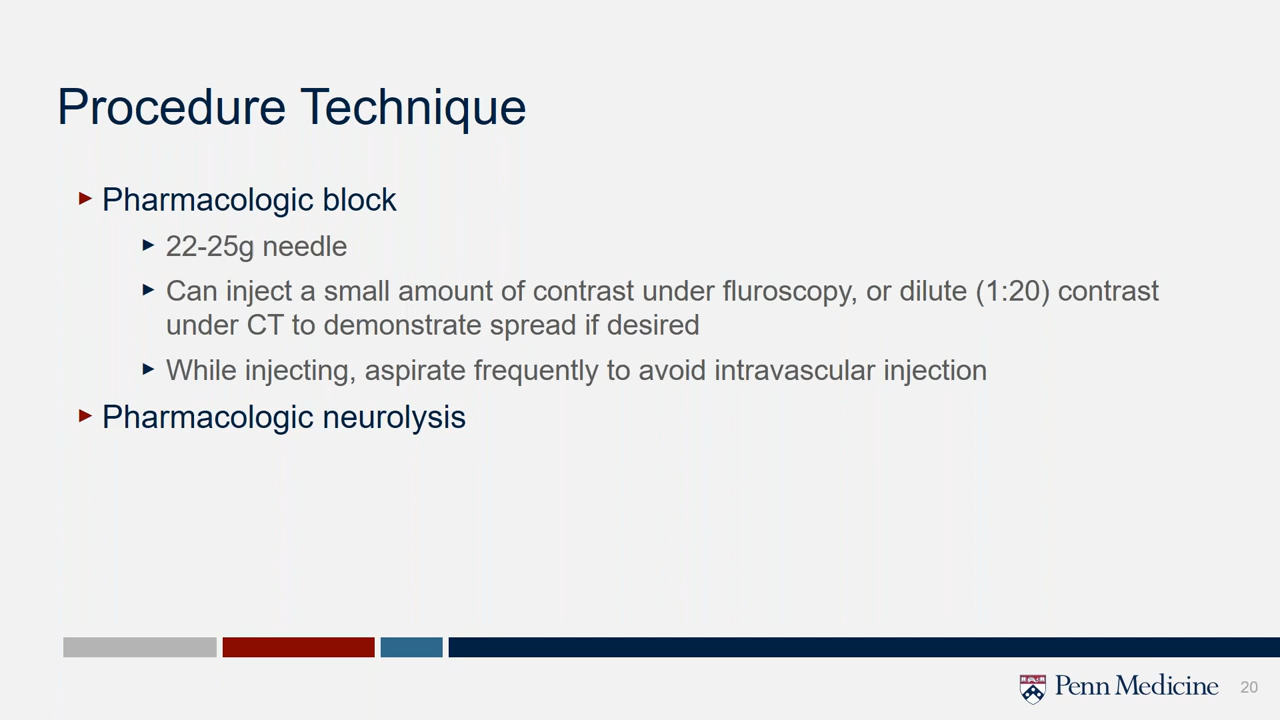 Procedure Technique
Pharmacologic block
22-25g needle
Can inject a small amount of contrast under fluroscopy, or dilute (1:20) contrast
under CT to demonstrate spread if desired
While injecting, aspirate frequently to avoid intravascular injection
Pharmacologic neurolysis
Penn Medicine
20